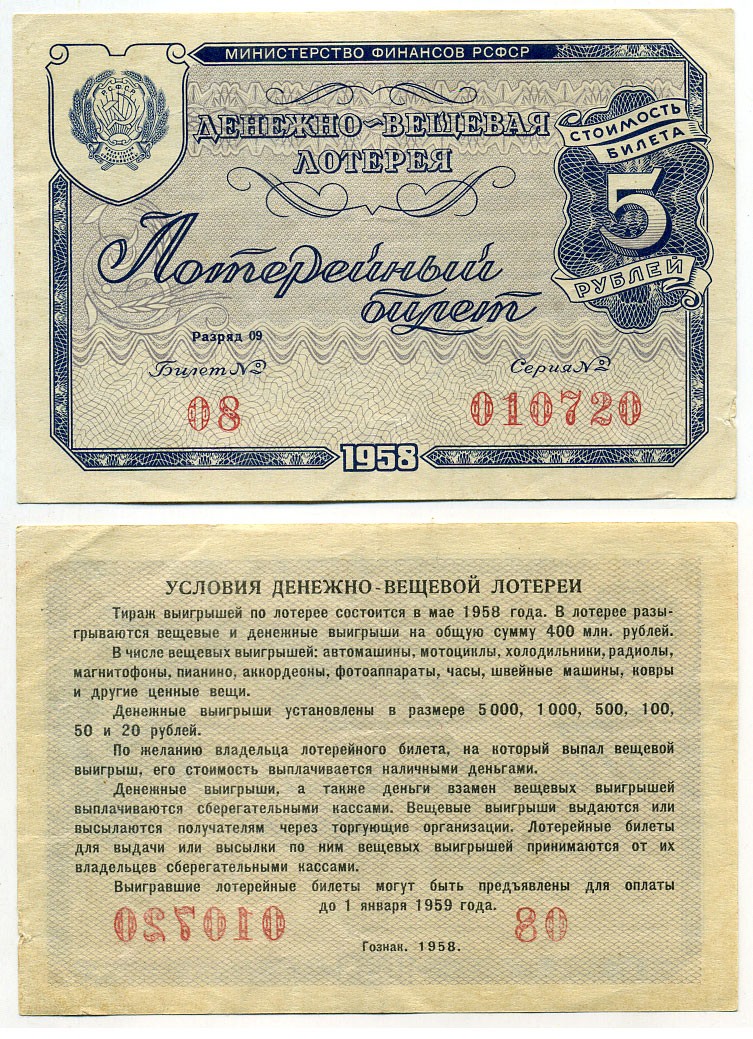 МИНИСТЕРСТВО ФИНАНСОВ РСФСР
РСФСР
ДЕНЕЖНО-ВЕЩЕВАЯ
ЛОТЕРЕЯ
СТОИМОСТЬ
БИЛЕТА
5
РУБЛЕЙ
Лотерейный
билет
Разряд 09
Билет № Серия №
08 010720
1958
УСЛОВИЯ ДЕНЕЖНО-ВЕЩЕВОЙ ЛОТЕРЕИ
Тираж выигрышей по лотерее состоится в мае 1958 года. В лотерее разы-
грываются вещевые и денежные выигрыши на общую сумму 400 млн. рублей.
В числе вещевых выигрышей: автомашины, мотоциклы, холодильники, радиолы,
магнитофоны, пианино, аккордеоны, фотоаппараты, часы, швейные машины, ковры
и другие ценные вещи.
Денежные выигрыши установлены в размере 5000, 1000, 500, 100,
50 и 20 рублей.
По желанию владельца лотерейного билета, на который выпал вещевой
выигрыш, его стоимость выплачивается наличными деньгами.
Денежные выигрыши, а также деньги взамен вещевых выигрышей
выплачиваются сберегательными кассами. Вещевые выигрыши выдаются или
высылаются получателям через торгующие организации. Лотерейные билеты
для выдачи или высылки по ним вещевых выигрышей принимаются от их
владельцев сберегательными кассами.
Выигравшие лотерейные билеты могут быть предъявлены для оплаты
до 1 января 1959 года.
010720 08
Гознак. 1958.